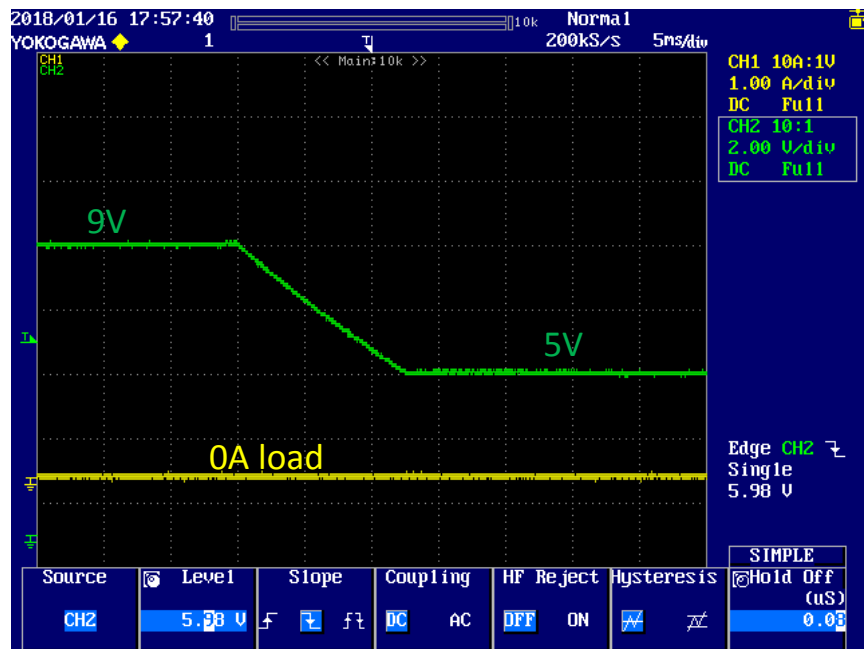 2018/01/16 17:57:40 10k Normal
YOKOGAWA 1 T 200kS/s 5ms/div
CH1
CH2
<< Main:10k >>
CH1 10A:1V
1.00 A/div
DC Full
CH2 10:1
2.00 V/div
DC Full
9V
T
5V
0A load
Edge CH2
Single
5.98 V
SIMPLE
Source Level Slope Coupling HF Reject Hysteresis Hold Off
(uS)
CH2 5.98 V DC AC OFF ON 0.08